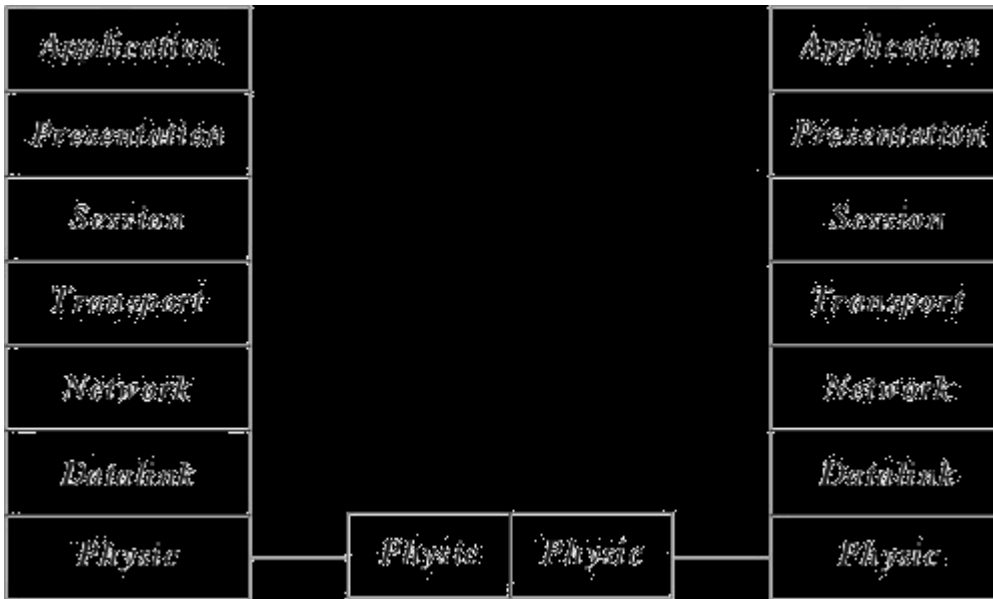 Application
Presentation
Session
Transport
Network
Datalink
Physic
Physic
Physic
Application
Presentation
Session
Transport
Network
Datalink
Physic